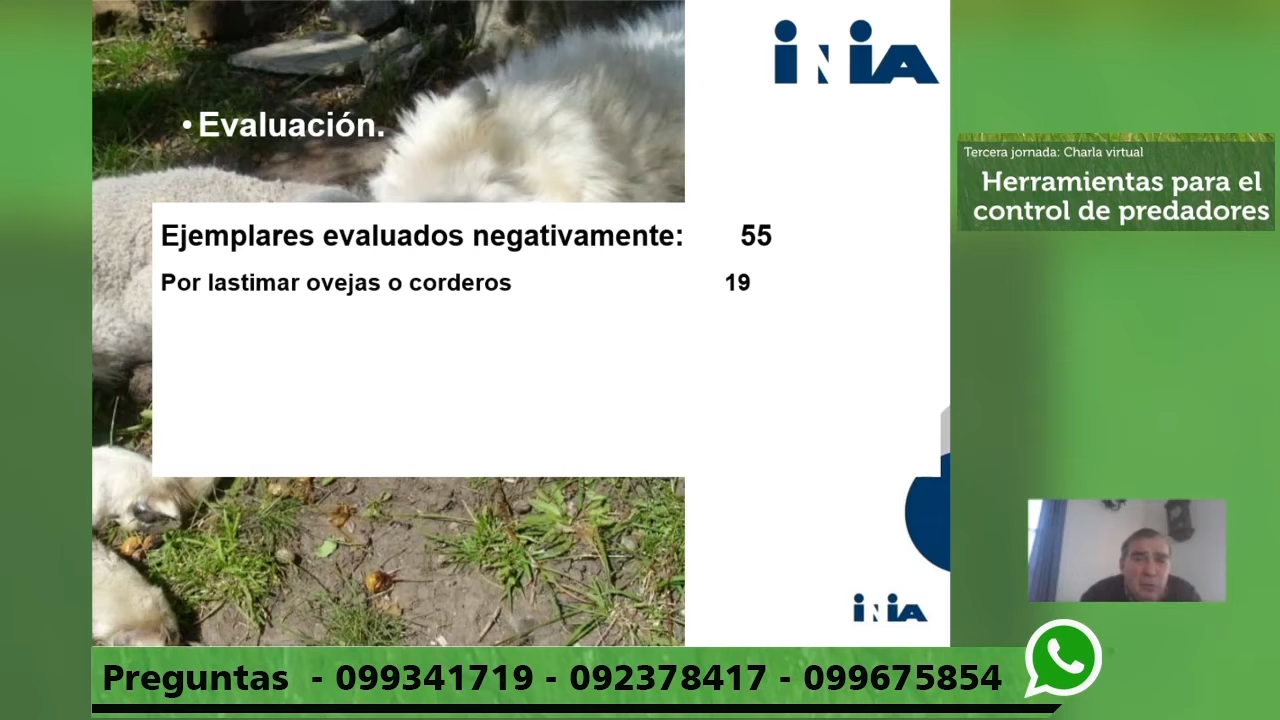 INIA
• Evaluación.
Tercera jornada: Charla virtual
Herramientas para el
control de predadores
Ejemplares evaluados negativamente: 55
Por lastimar ovejas o corderos 19
INIA
Preguntas - 099341719 - 092378417 - 099675854